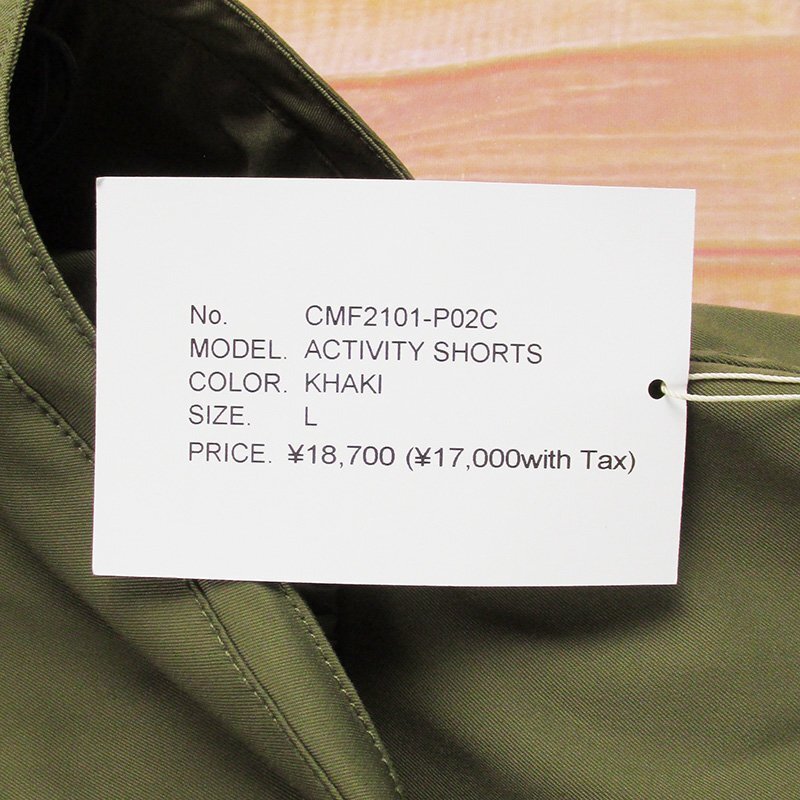 No. CMF2101-P02C
MODEL. ACTIVITY SHORTS
COLOR. KHAKI
SIZE. L
PRICE. ¥18,700 (¥17,000with Tax)